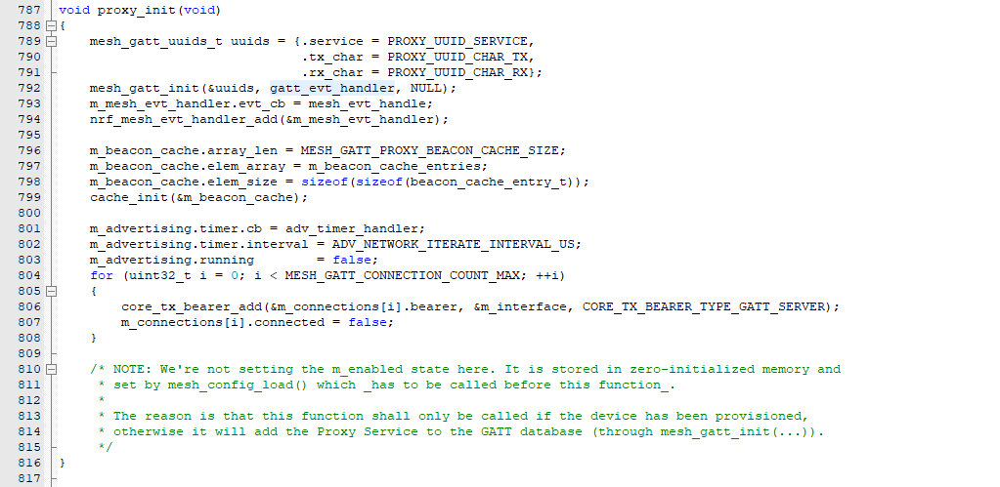 787 void proxy_init(void)
788 {
789     mesh_gatt_uuids_t uuids = {.service = PROXY_UUID_SERVICE,
790                                .tx_char = PROXY_UUID_CHAR_TX,
791                                .rx_char = PROXY_UUID_CHAR_RX};
792     mesh_gatt_init(&uuids, gatt_evt_handler, NULL);
793     m_mesh_evt_handler.evt_cb = mesh_evt_handle;
794     nrf_mesh_evt_handler_add(&m_mesh_evt_handler);
795
796     m_beacon_cache.array_len = MESH_GATT_PROXY_BEACON_CACHE_SIZE;
797     m_beacon_cache.elem_array = m_beacon_cache_entries;
798     m_beacon_cache.elem_size = sizeof(sizeof(beacon_cache_entry_t));
799     cache_init(&m_beacon_cache);
800
801     m_advertising.timer.cb = adv_timer_handler;
802     m_advertising.timer.interval = ADV_NETWORK_ITERATE_INTERVAL_US;
803     m_advertising.running        = false;
804     for (uint32_t i = 0; i < MESH_GATT_CONNECTION_COUNT_MAX; ++i)
805     {
806         core_tx_bearer_add(&m_connections[i].bearer, &m_interface, CORE_TX_BEARER_TYPE_GATT_SERVER);
807         m_connections[i].connected = false;
808     }
809
810     /* NOTE: We're not setting the m_enabled state here. It is stored in zero-initialized memory and
811      * set by mesh_config_load() which _has to be called before this function_.
812      *
813      * The reason is that this function shall only be called if the device has been provisioned,
814      * otherwise it will add the Proxy Service to the GATT database (through mesh_gatt_init(...)).
815      */
816 }
817